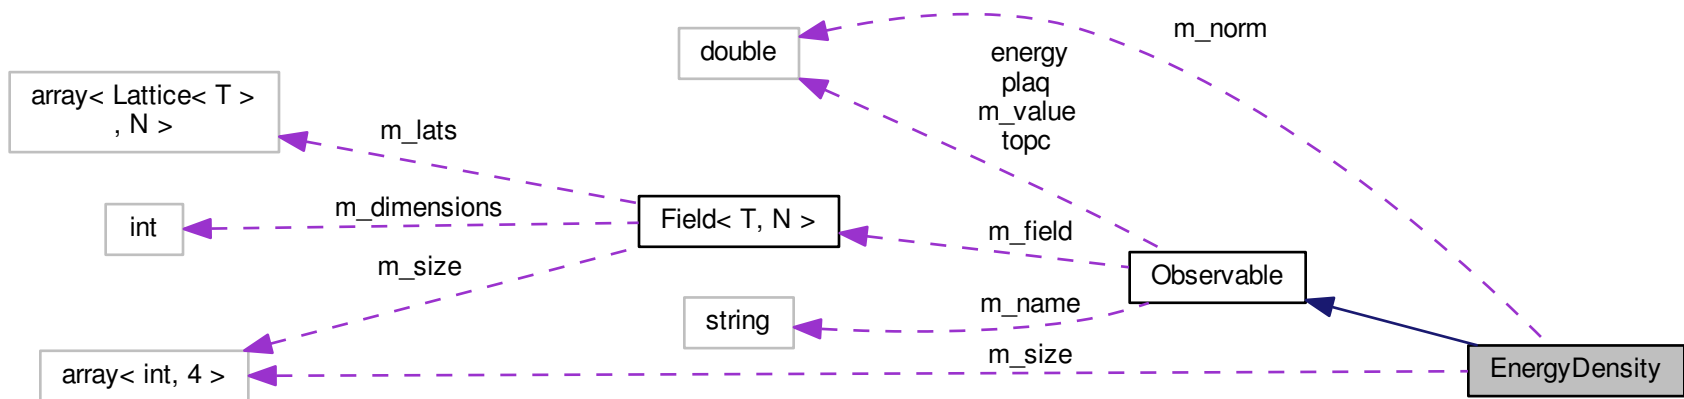 m_norm
double
energy
plaq
m_value
topc
array< Lattice< T >
, N >
m_lats
m_dimensions
int
Field< T, N >
m_field
m_size
Observable
m_name
string
m_size
array< int, 4 >
EnergyDensity